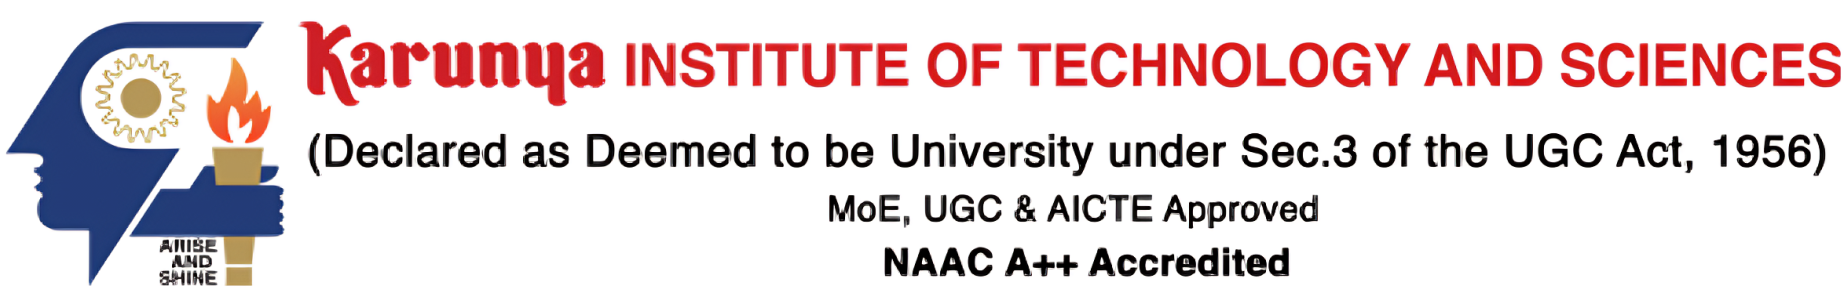 Karunya INSTITUTE OF TECHNOLOGY AND SCIENCES
(Declared as Deemed to be University under Sec.3 of the UGC Act, 1956)
MoE, UGC & AICTE Approved
NAAC A++ Accredited
ARISE
AND
SHINE